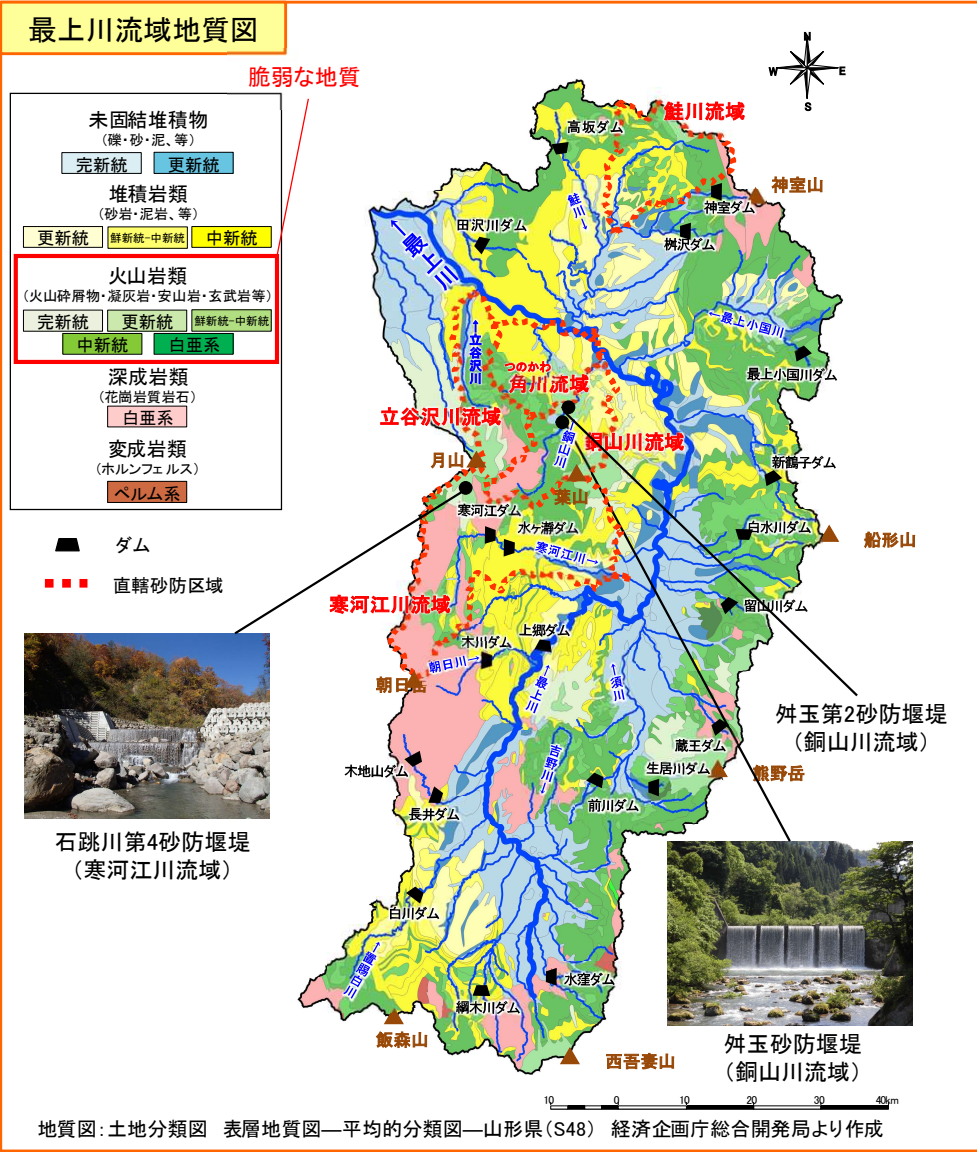 最上川流域地質図
脆弱な地質
未固結堆積物
(礫・砂・泥、等)
完新統 更新統
堆積岩類
(砂岩・泥岩、等)
更新統 鮮新統-中新統 中新統
火山岩類
(火山砕屑物・凝灰岩・安山岩・玄武岩等)
完新統 更新統 鮮新統-中新統
中新統 白亜系
深成岩類
(花崗岩質岩石)
白亜系
変成岩類
(ホルンフェルス)
ペルム系
ダム
直轄砂防区域
N
W E
S
鮭川流域
高坂ダム
神室山
神室ダム
鮭川→
田沢川ダム
桝沢ダム
←最上川
←最上小国川
最上小国川ダム
←立谷沢川
つのかわ
角川流域
立谷沢川流域
銅山川
銅山川流域
月山
葉山
新鶴子ダム
寒河江ダム
水ヶ瀞ダム
白水川ダム
船形山
寒河江川→
寒河江川流域
留山川ダム
上郷ダム
木川ダム
朝日川→
朝日岳
←最上川
←須川
蔵王ダム
生居川ダム
熊野岳
吉野川→
木地山ダム
長井ダム
前川ダム
白川ダム
←置賜白川
水窪ダム
綱木川ダム
飯森山
西吾妻山
石跳川第4砂防堰堤
(寒河江川流域)
舛玉第2砂防堰堤
(銅山川流域)
舛玉砂防堰堤
(銅山川流域)
10 0 10 20 30 40km
地質図:土地分類図 表層地質図―平均的分類図―山形県(S48) 経済企画庁総合開発局より作成